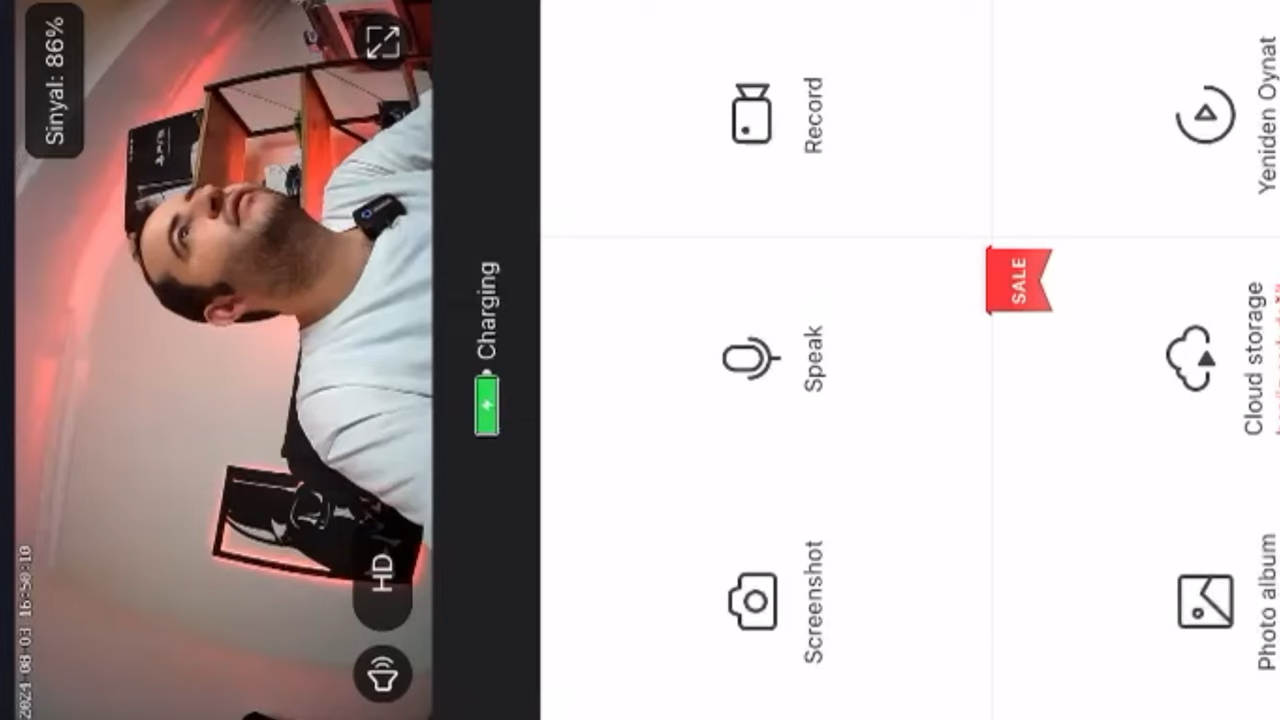 2024-08-03 16:50:10
Sinyal: 86%
HD
Charging
Screenshot
Speak
Record
SALE
Photo album
Cloud storage
Yeniden Oynat